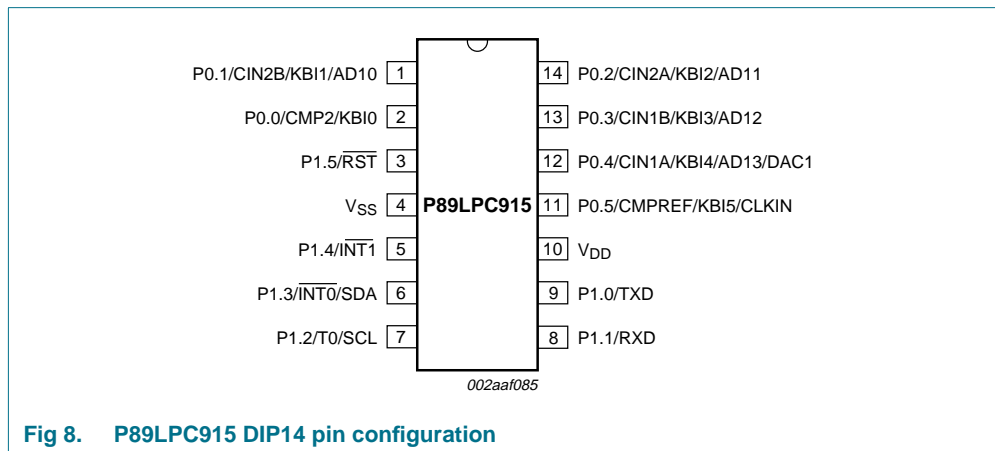 P0.1/CIN2B/KBI1/AD10 1 14 P0.2/CIN2A/KBI2/AD11
P0.0/CMP2/KBI0 2 13 P0.3/CIN1B/KBI3/AD12
P1.5/RST 3 12 P0.4/CIN1A/KBI4/AD13/DAC1
VSS 4 P89LPC915 11 P0.5/CMPREF/KBI5/CLKIN
P1.4/INT1 5 10 VDD
P1.3/INT0/SDA 6 9 P1.0/TXD
P1.2/T0/SCL 7 8 P1.1/RXD
002aaf085
Fig 8. P89LPC915 DIP14 pin configuration